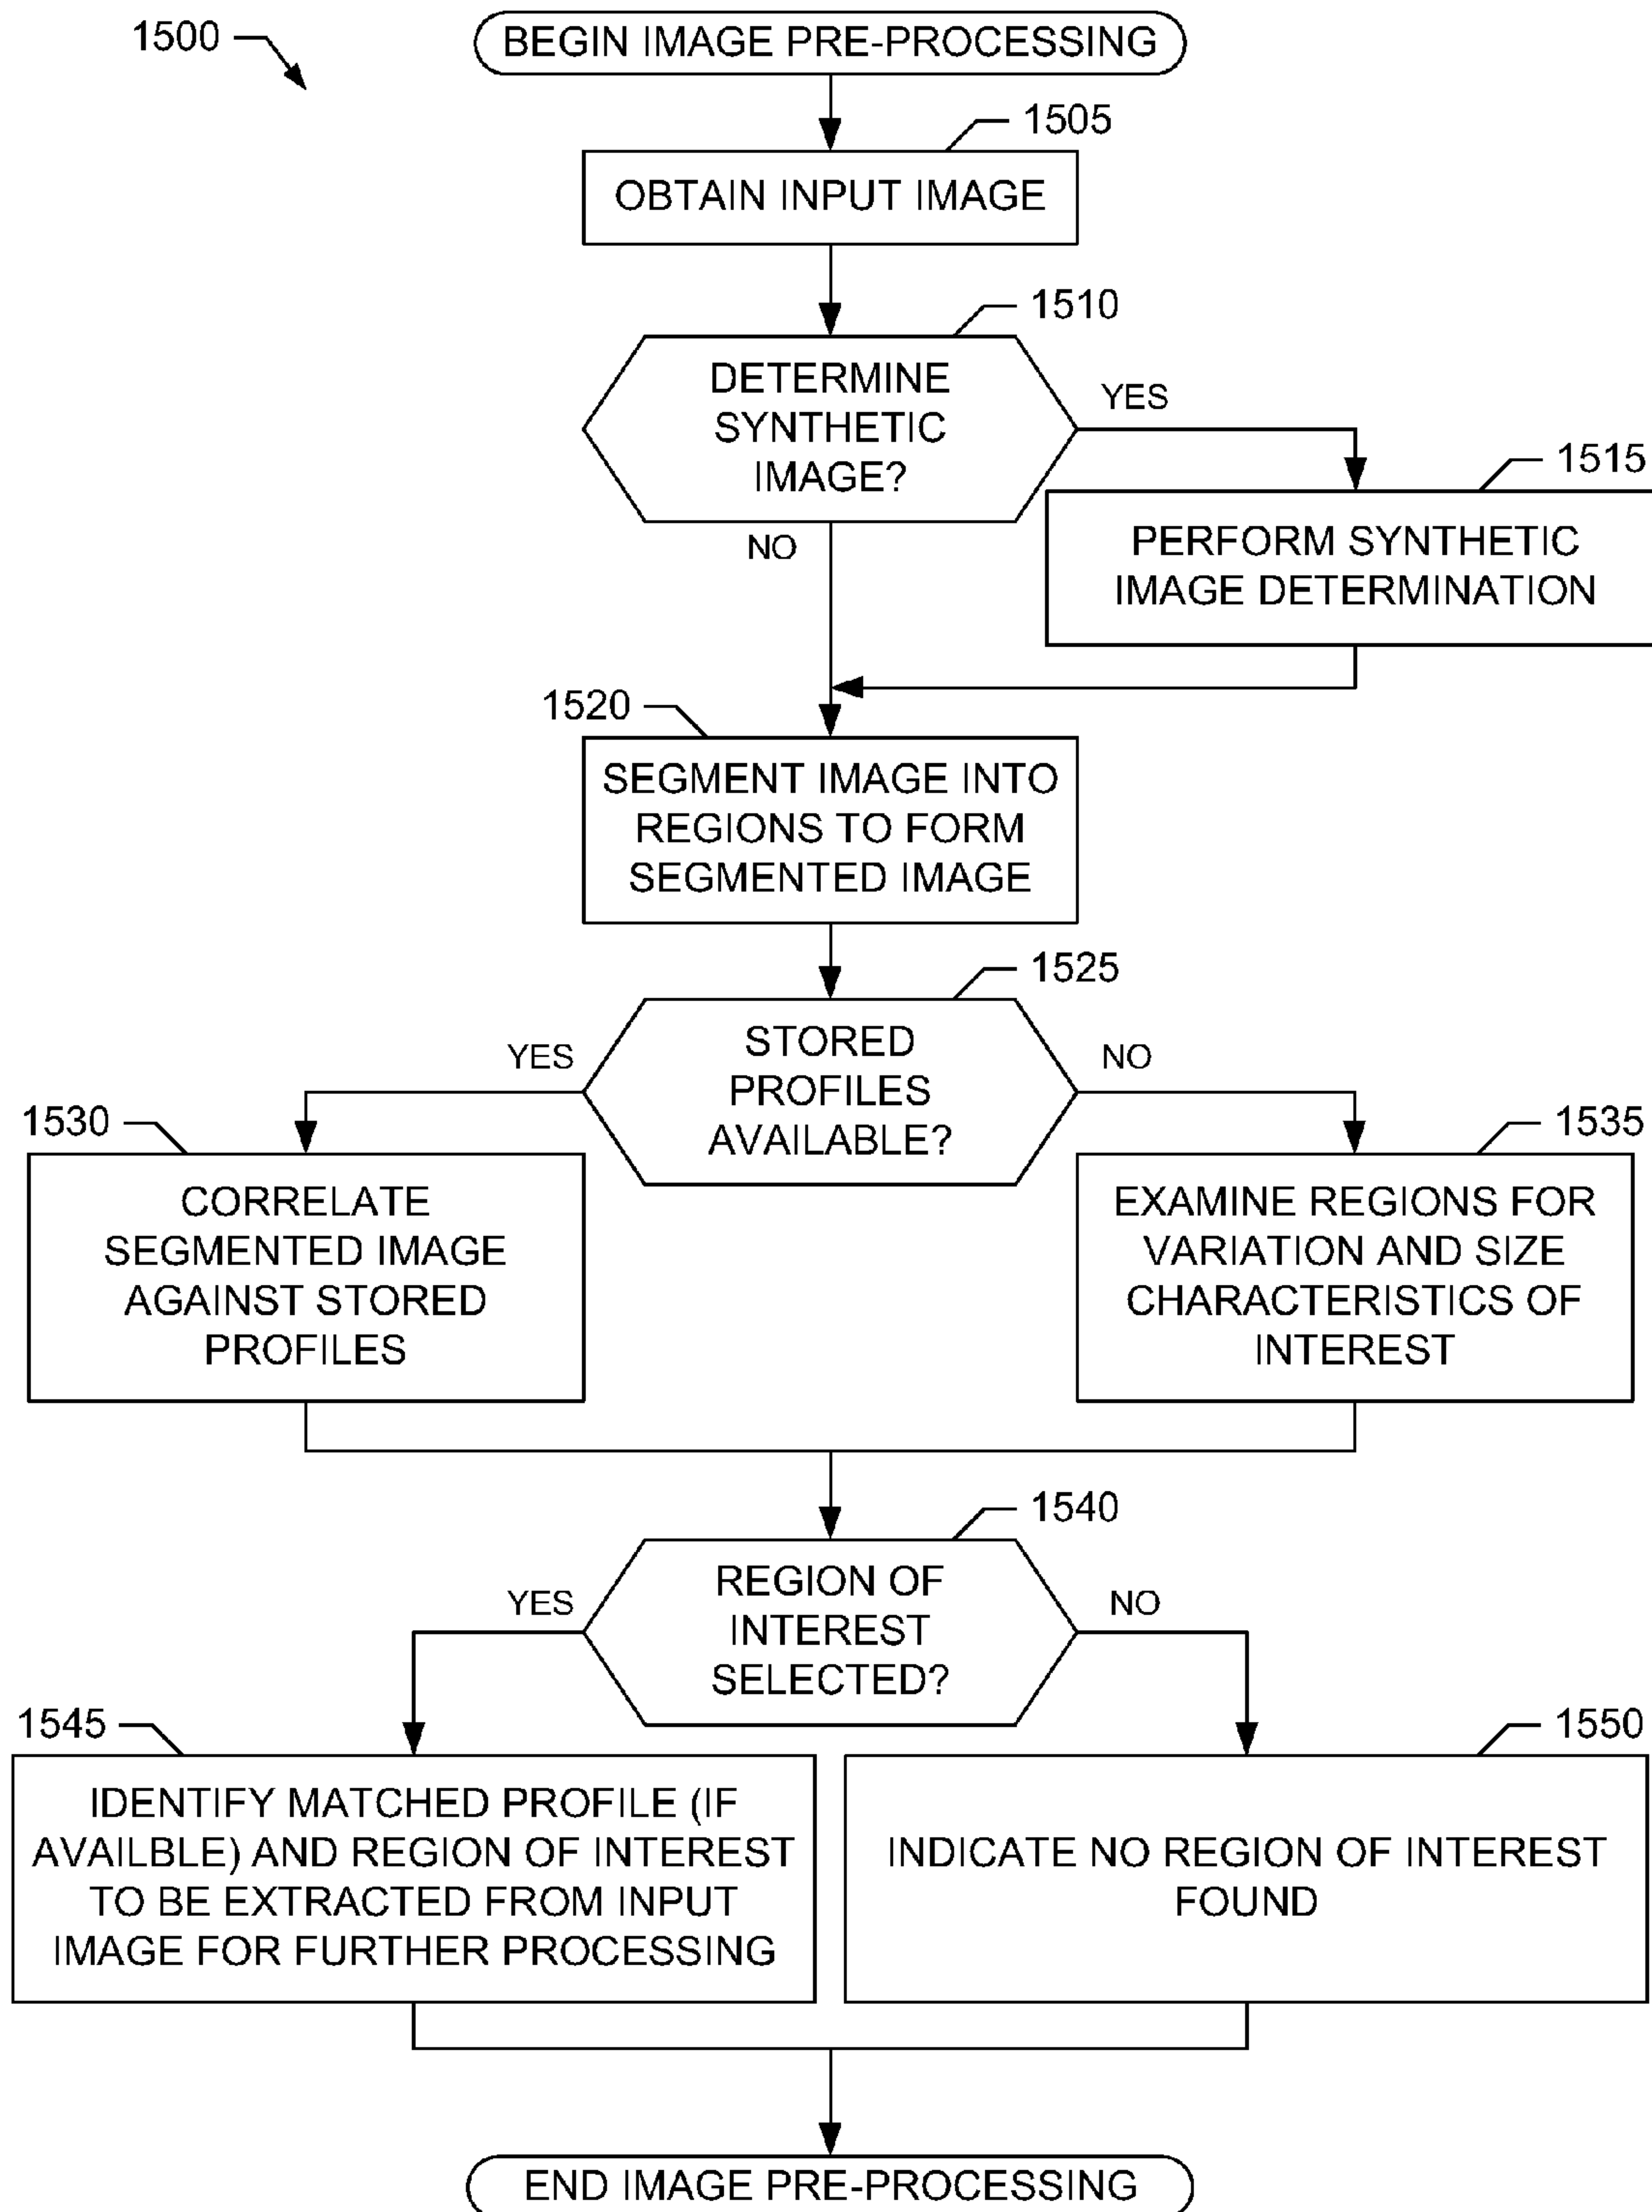 1500
BEGIN IMAGE PRE-PROCESSING
1505
OBTAIN INPUT IMAGE
1510
DETERMINE
SYNTHETIC
IMAGE?
YES
NO
1515
PERFORM SYNTHETIC
IMAGE DETERMINATION
1520
SEGMENT IMAGE INTO
REGIONS TO FORM
SEGMENTED IMAGE
1525
STORED
PROFILES
AVAILABLE?
YES
NO
1530
CORRELATE
SEGMENTED IMAGE
AGAINST STORED
PROFILES
1535
EXAMINE REGIONS FOR
VARIATION AND SIZE
CHARACTERISTICS OF
INTEREST
1540
REGION OF
INTEREST
SELECTED?
YES
NO
1545
IDENTIFY MATCHED PROFILE (IF
AVAILBLE) AND REGION OF INTEREST
TO BE EXTRACTED FROM INPUT
IMAGE FOR FURTHER PROCESSING
1550
INDICATE NO REGION OF INTEREST
FOUND
END IMAGE PRE-PROCESSING